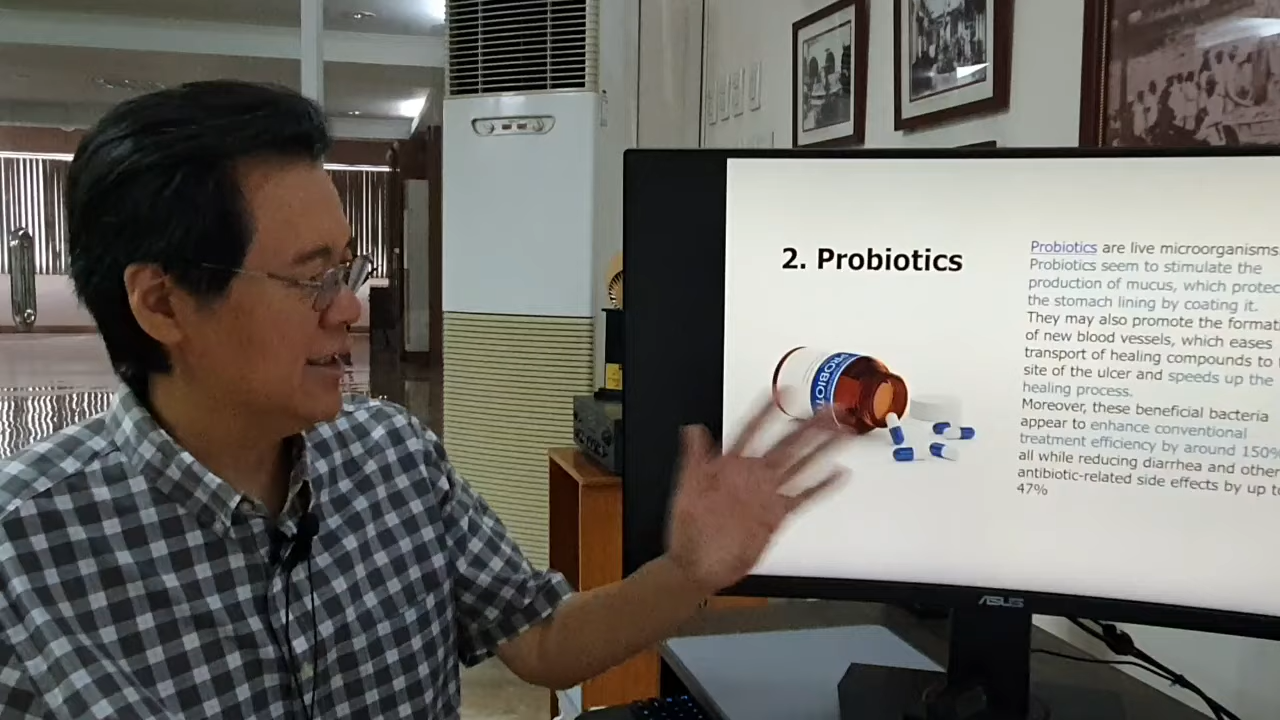 2. Probiotics
Probiotics are live microorganisms
Probiotics seem to stimulate the
production of mucus, which protec
the stomach lining by coating it.
They may also promote the format
of new blood vessels, which eases
transport of healing compounds to
site of the ulcer and speeds up the
healing process.
Moreover, these beneficial bacteria
appear to enhance conventional
treatment efficiency by around 150%
all while reducing diarrhea and other
antibiotic-related side effects by up to
47%
PROBIOT
ASUS